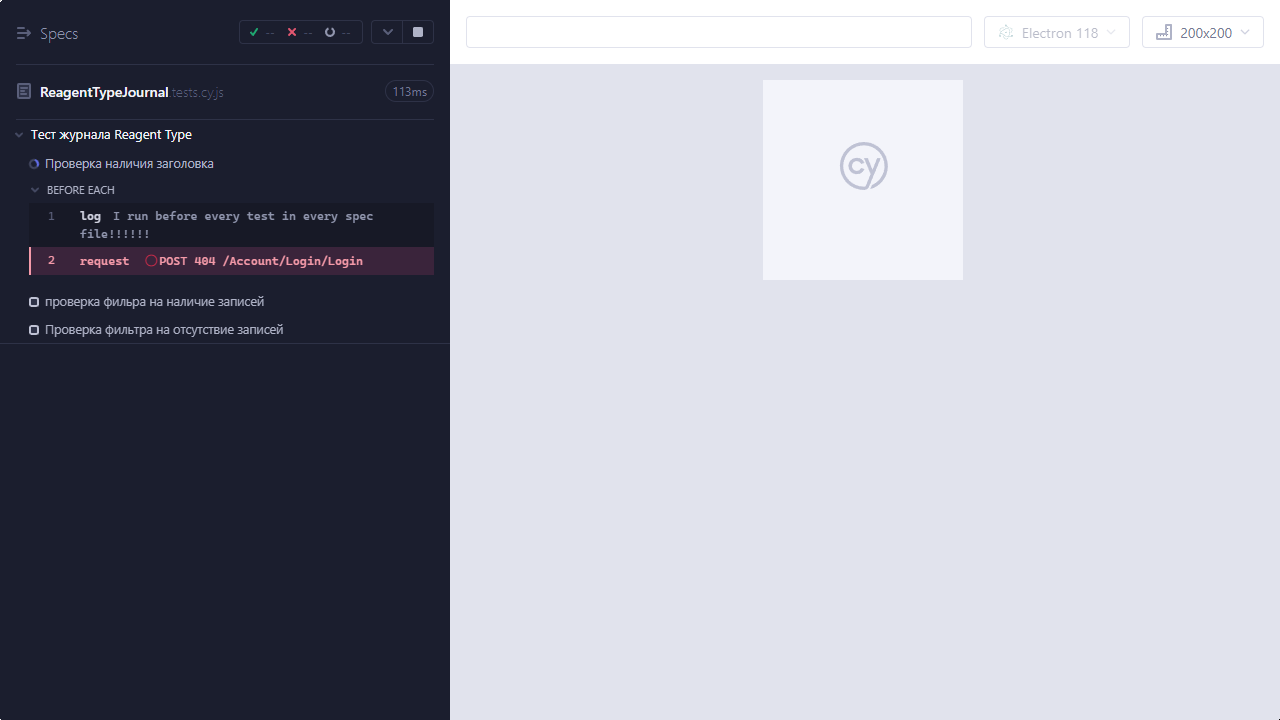 Specs
-- -- --
Electron 118
200x200
ReagentTypeJournal.tests.cy.js 113ms
Тест журнала Reagent Type
Проверка наличия заголовка
BEFORE EACH
1 log I run before every test in every spec
file!!!!!!
2 request POST 404 /Account/Login/Login
проверка фильра на наличие записей
Проверка фильтра на отсутствие записей
cy